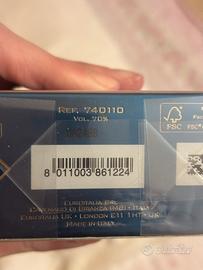 REF. 740110
VOL. 70%
FSC
8 011003 861224
EUROITALIA SRL
CAVENAGO DI BRIANZA (MB) - ITALY
EUROITALIA UK - LONDON E11 1HT - UK
MADE IN ITALY
subito